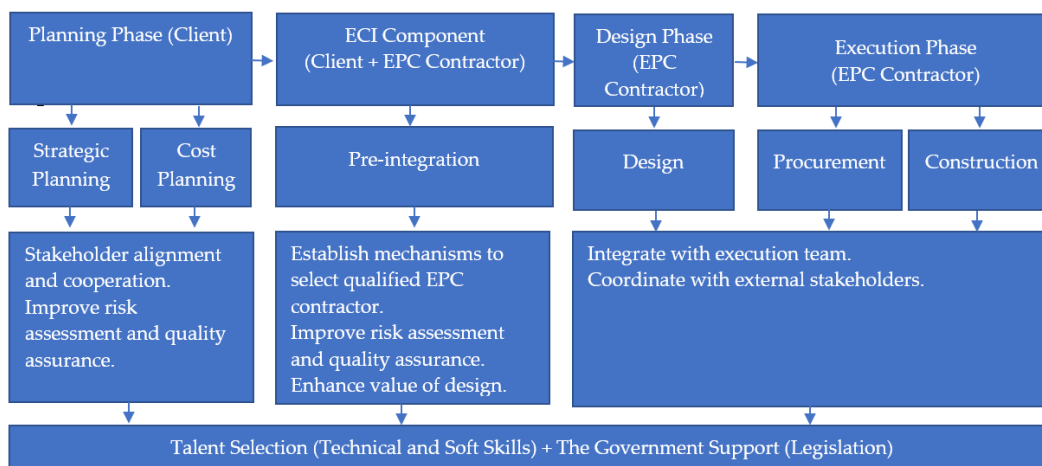 Planning Phase (Client)
ECI Component
(Client + EPC Contractor)
Design Phase
(EPC
Contractor)
Execution Phase
(EPC Contractor)
Strategic
Planning
Cost
Planning
Pre-integration
Design
Procurement
Construction
Stakeholder alignment
and cooperation.
Improve risk
assessment and quality
assurance.
Establish mechanisms to
select qualified EPC
contractor.
Improve risk assessment
and quality assurance.
Enhance value of design.
Integrate with execution team.
Coordinate with external stakeholders.
Talent Selection (Technical and Soft Skills) + The Government Support (Legislation)